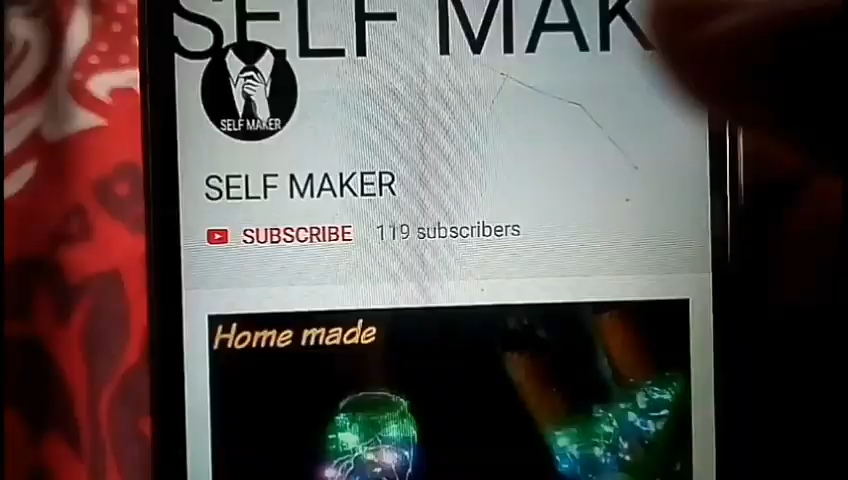 SELF MAK
SELF MAKER
SELF MAKER
SUBSCRIBE 119 subscribers
Home made